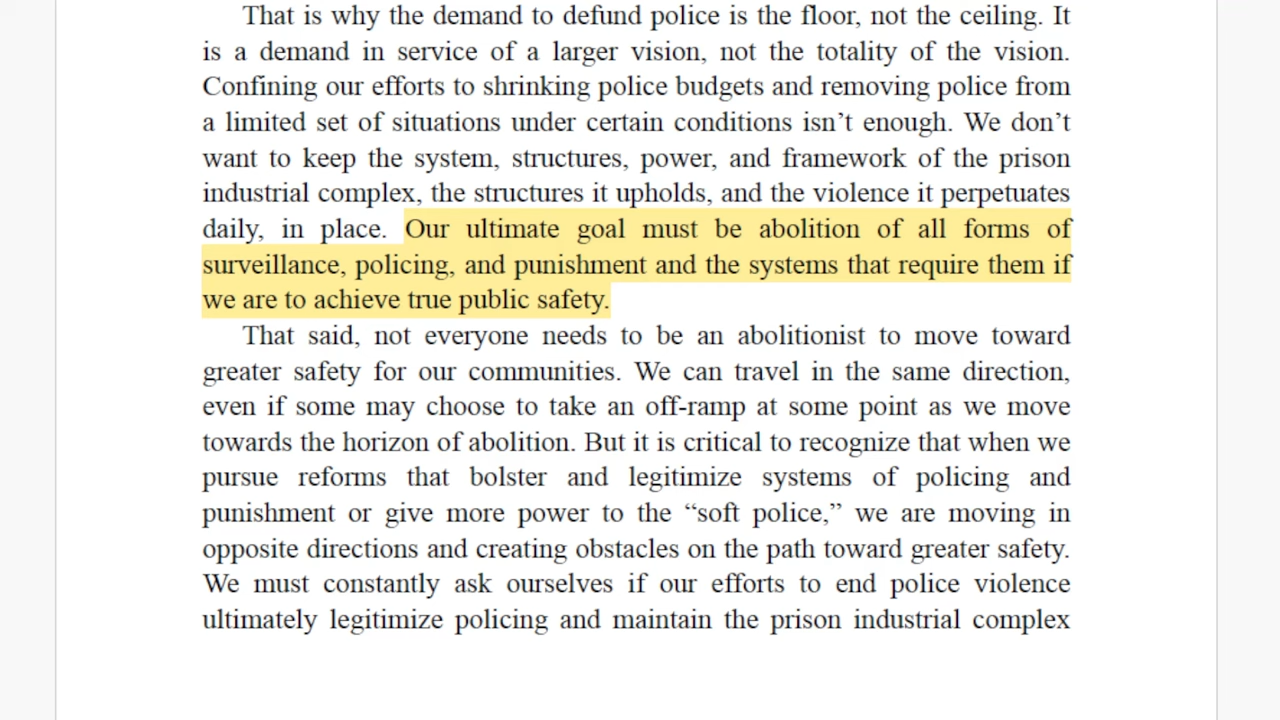 That is why the demand to defund police is the floor, not the ceiling. It
is a demand in service of a larger vision, not the totality of the vision.
Confining our efforts to shrinking police budgets and removing police from
a limited set of situations under certain conditions isn’t enough. We don’t
want to keep the system, structures, power, and framework of the prison
industrial complex, the structures it upholds, and the violence it perpetuates
daily, in place. Our ultimate goal must be abolition of all forms of
surveillance, policing, and punishment and the systems that require them if
we are to achieve true public safety.
That said, not everyone needs to be an abolitionist to move toward
greater safety for our communities. We can travel in the same direction,
even if some may choose to take an off-ramp at some point as we move
towards the horizon of abolition. But it is critical to recognize that when we
pursue reforms that bolster and legitimize systems of policing and
punishment or give more power to the “soft police,” we are moving in
opposite directions and creating obstacles on the path toward greater safety.
We must constantly ask ourselves if our efforts to end police violence
ultimately legitimize policing and maintain the prison industrial complex